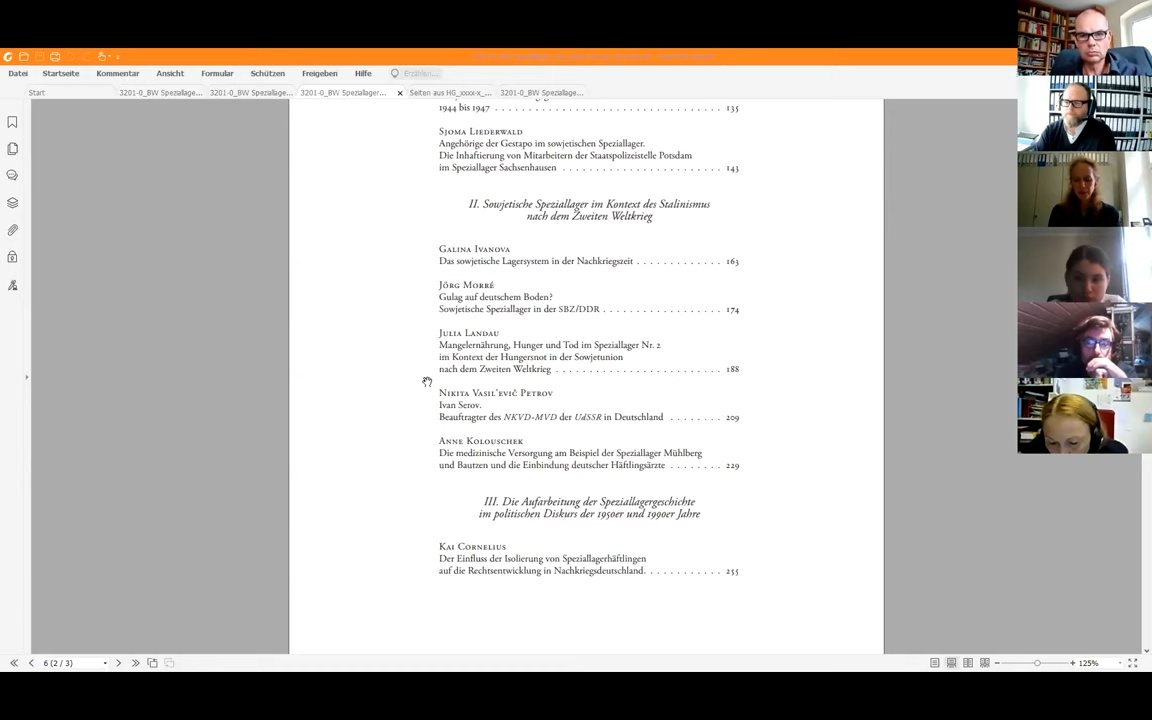 Datei Startseite Kommentar Ansicht Formular Schützen Freigeben Hilfe Erzählen...
Start 3201-0_BW Speziallage... 3201-0_BW Speziallage... 3201-0_BW Speziallager... Seiten aus HG_xxxx-x_... 3201-0_BW Speziallage...
1944 bis 1947 . . . . . . . . . . . . . . . . . . . . . . . . . . . 135
Sjoma Liederwald
Angehörige der Gestapo im sowjetischen Speziallager.
Die Inhaftierung von Mitarbeitern der Staatspolizeistelle Potsdam
im Speziallager Sachsenhausen . . . . . . . . . . . . . . . . . . 143
II. Sowjetische Speziallager im Kontext des Stalinismus
nach dem Zweiten Weltkrieg
Galina Ivanova
Das sowjetische Lagersystem in der Nachkriegszeit . . . . . . . . . . . . . 163
Jörg Morré
Gulag auf deutschem Boden?
Sowjetische Speziallager in der SBZ/DDR . . . . . . . . . . . . . . . . . . 174
Julia Landau
Mangelernährung, Hunger und Tod im Speziallager Nr. 2
im Kontext der Hungersnot in der Sowjetunion
nach dem Zweiten Weltkrieg . . . . . . . . . . . . . . . . . . . . . . . . . 188
Nikita Vasil'evič Petrov
Ivan Serov.
Beauftragter des NKVD-MVD der UdSSR in Deutschland . . . . . . . . 209
Anne Kolouschek
Die medizinische Versorgung am Beispiel der Speziallager Mühlberg
und Bautzen und die Einbindung deutscher Häftlingsärzte . . . . . . . . 229
III. Die Aufarbeitung der Speziallagergeschichte
im politischen Diskurs der 1950er und 1990er Jahre
Kai Cornelius
Der Einfluss der Isolierung von Speziallagerhäftlingen
auf die Rechtsentwicklung in Nachkriegsdeutschland. . . . . . . . . . . . 255
6 (2 / 3) 125%